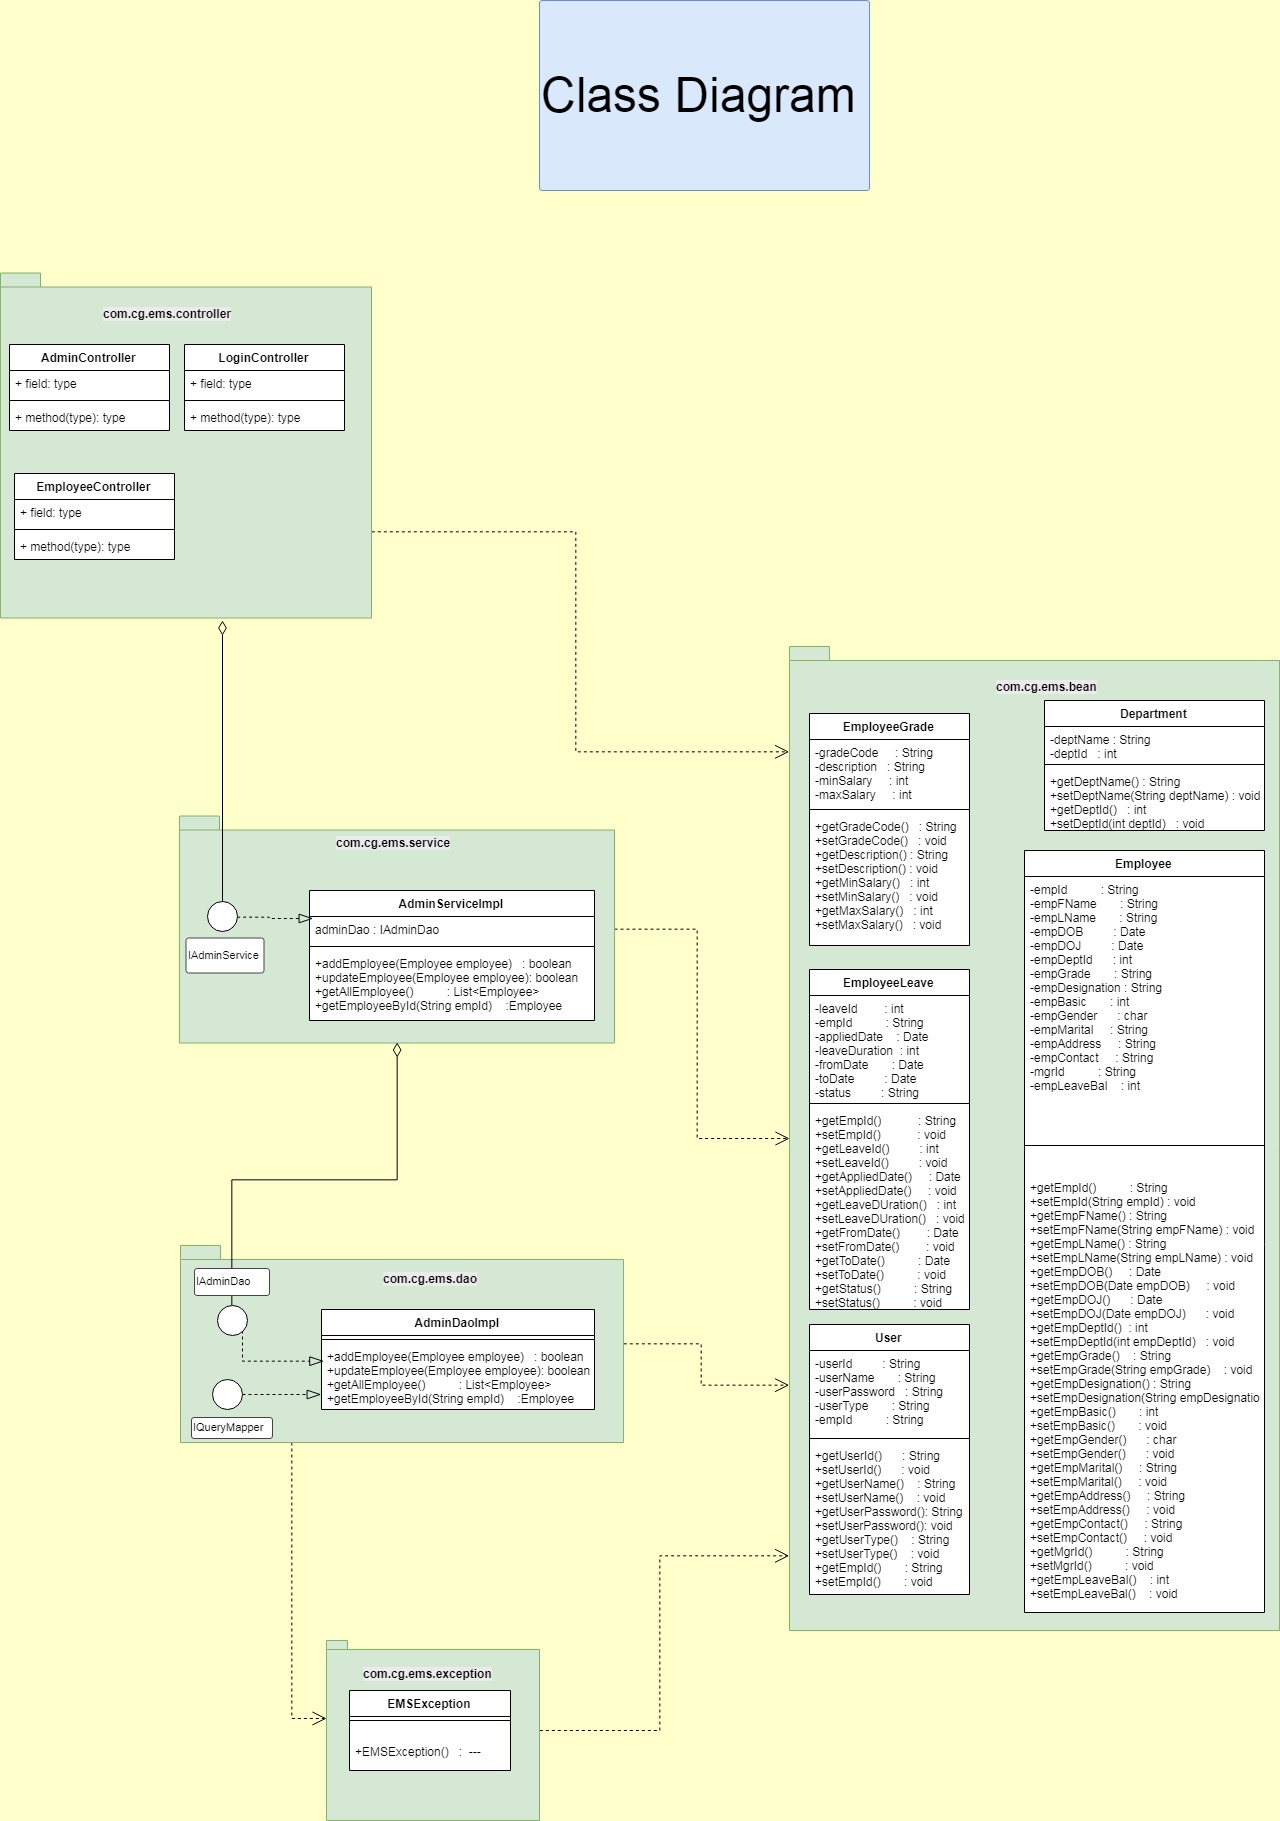 Class Diagram
com.cg.ems.controller
AdminController
+ field: type
+ method(type): type
LoginController
+ field: type
+ method(type): type
EmployeeController
+ field: type
+ method(type): type
com.cg.ems.service
IAdminService
AdminServiceImpl
adminDao : IAdminDao
+addEmployee(Employee employee) : boolean
+updateEmployee(Employee employee): boolean
+getAllEmployee() : List<Employee>
+getEmployeeById(String empId) :Employee
com.cg.ems.dao
IAdminDao
IQueryMapper
AdminDaoImpl
+addEmployee(Employee employee) : boolean
+updateEmployee(Employee employee): boolean
+getAllEmployee() : List<Employee>
+getEmployeeById(String empId) :Employee
com.cg.ems.exception
EMSException
+EMSException() : ---
com.cg.ems.bean
EmployeeGrade
-gradeCode : String
-description : String
-minSalary : int
-maxSalary : int
+getGradeCode() : String
+setGradeCode() : void
+getDescription() : String
+setDescription() : void
+getMinSalary() : int
+setMinSalary() : void
+getMaxSalary() : int
+setMaxSalary() : void
EmployeeLeave
-leaveId : int
-empId : String
-appliedDate : Date
-leaveDuration : int
-fromDate : Date
-toDate : Date
-status : String
+getEmpId() : String
+setEmpId() : void
+getLeaveId() : int
+setLeaveId() : void
+getAppliedDate() : Date
+setAppliedDate() : void
+getLeaveDUration() : int
+setLeaveDUration() : void
+getFromDate() : Date
+setFromDate() : void
+getToDate() : Date
+setToDate() : void
+getStatus() : String
+setStatus() : void
User
-userId : String
-userName : String
-userPassword : String
-userType : String
-empId : String
+getUserId() : String
+setUserId() : void
+getUserName() : String
+setUserName() : void
+getUserPassword(): String
+setUserPassword(): void
+getUserType() : String
+setUserType() : void
+getEmpId() : String
+setEmpId() : void
Department
-deptName : String
-deptId : int
+getDeptName() : String
+setDeptName(String deptName) : void
+getDeptId() : int
+setDeptId(int deptId) : void
Employee
-empId : String
-empFName : String
-empLName : String
-empDOB : Date
-empDOJ : Date
-empDeptId : int
-empGrade : String
-empDesignation : String
-empBasic : int
-empGender : char
-empMarital : String
-empAddress : String
-empContact : String
-mgrId : String
-empLeaveBal : int
+getEmpId() : String
+setEmpId(String empId) : void
+getEmpFName() : String
+setEmpFName(String empFName) : void
+getEmpLName() : String
+setEmpLName(String empLName) : void
+getEmpDOB() : Date
+setEmpDOB(Date empDOB) : void
+getEmpDOJ() : Date
+setEmpDOJ(Date empDOJ) : void
+getEmpDeptId() : int
+setEmpDeptId(int empDeptId) : void
+getEmpGrade() : String
+setEmpGrade(String empGrade) : void
+getEmpDesignation() : String
+setEmpDesignation(String empDesignatio
+getEmpBasic() : int
+setEmpBasic() : void
+getEmpGender() : char
+setEmpGender() : void
+getEmpMarital() : String
+setEmpMarital() : void
+getEmpAddress() : String
+setEmpAddress() : void
+getEmpContact() : String
+setEmpContact() : void
+getMgrId() : String
+setMgrId() : void
+getEmpLeaveBal() : int
+setEmpLeaveBal() : void